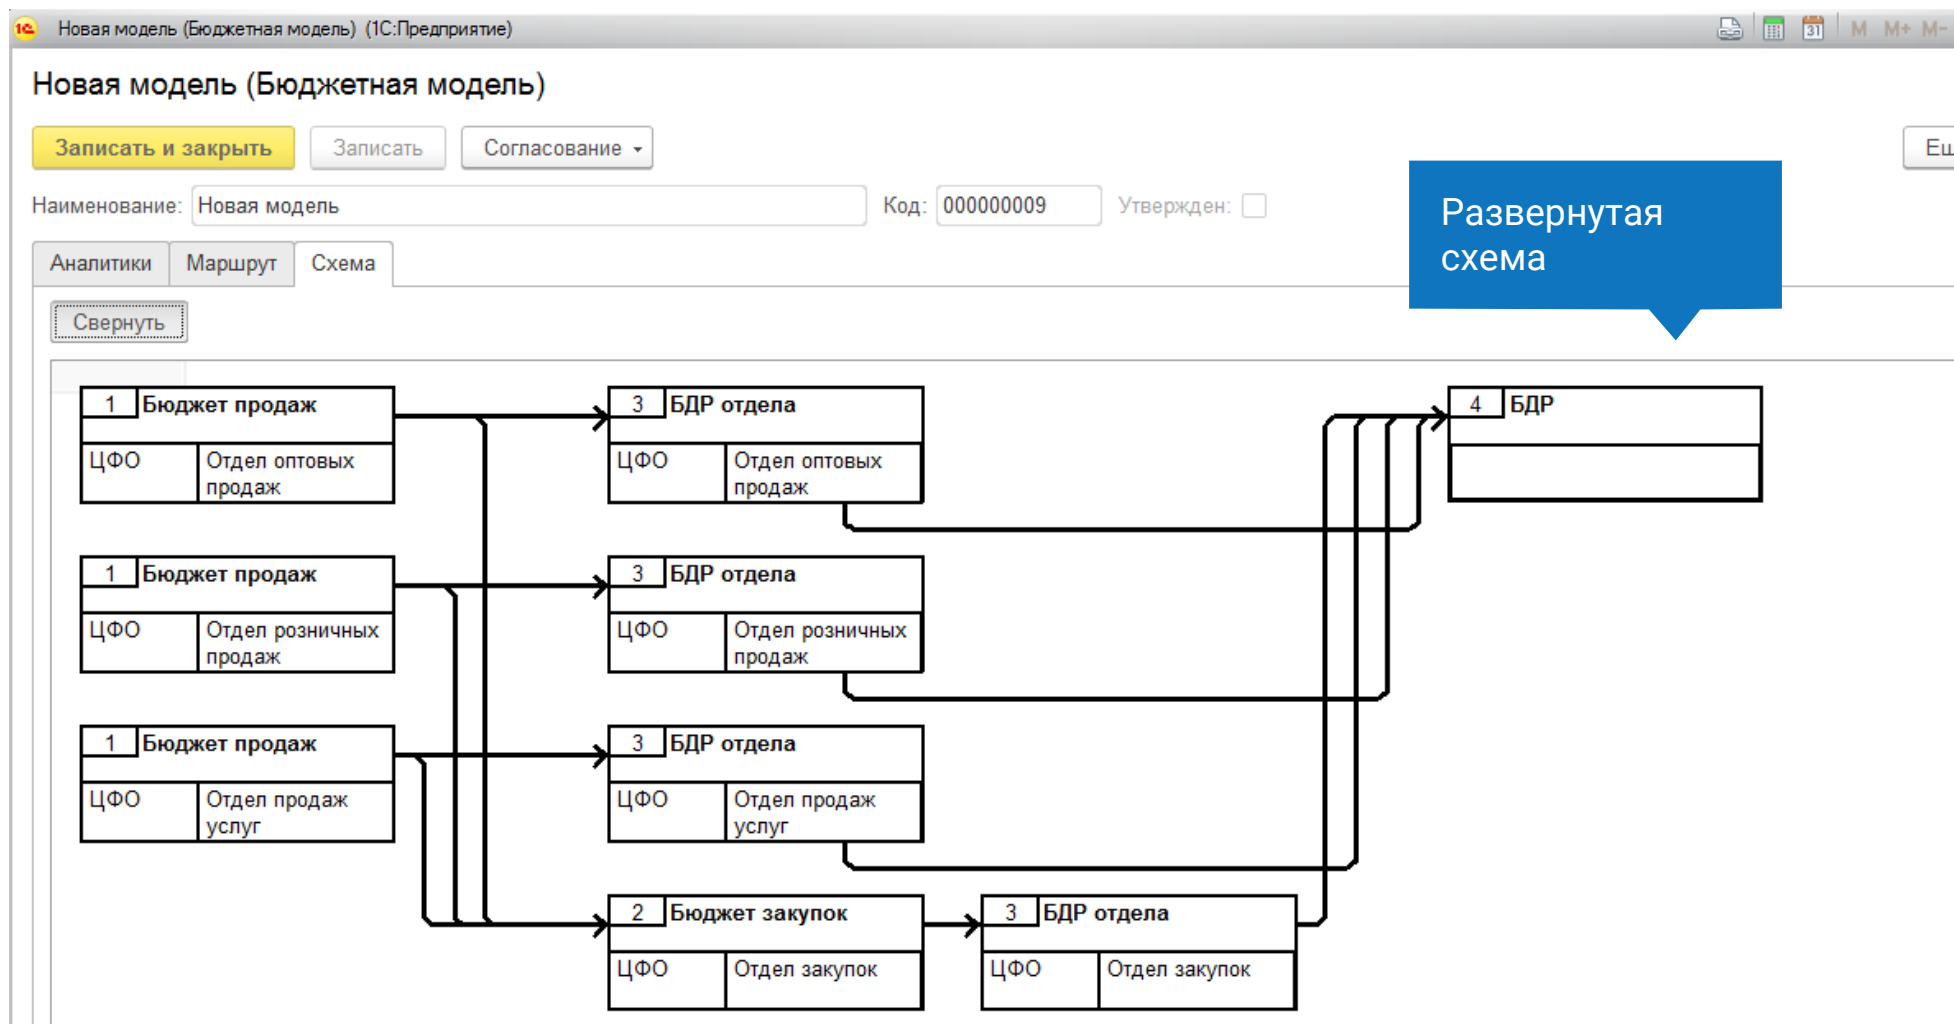 1С Новая модель (Бюджетная модель) (1С:Предприятие) 31 M M+ M-
Новая модель (Бюджетная модель)
Записать и закрыть Записать Согласование Ещ
Наименование: Новая модель Код: 000000009 Утвержден:
Развернутая
схема
Аналитики Маршрут Схема
Свернуть
1 Бюджет продаж 3 БДР отдела 4 БДР
ЦФО Отдел оптовых ЦФО Отдел оптовых
продаж продаж
1 Бюджет продаж 3 БДР отдела
ЦФО Отдел розничных ЦФО Отдел розничных
продаж продаж
1 Бюджет продаж 3 БДР отдела
ЦФО Отдел продаж ЦФО Отдел продаж
услуг услуг
2 Бюджет закупок 3 БДР отдела
ЦФО Отдел закупок ЦФО Отдел закупок